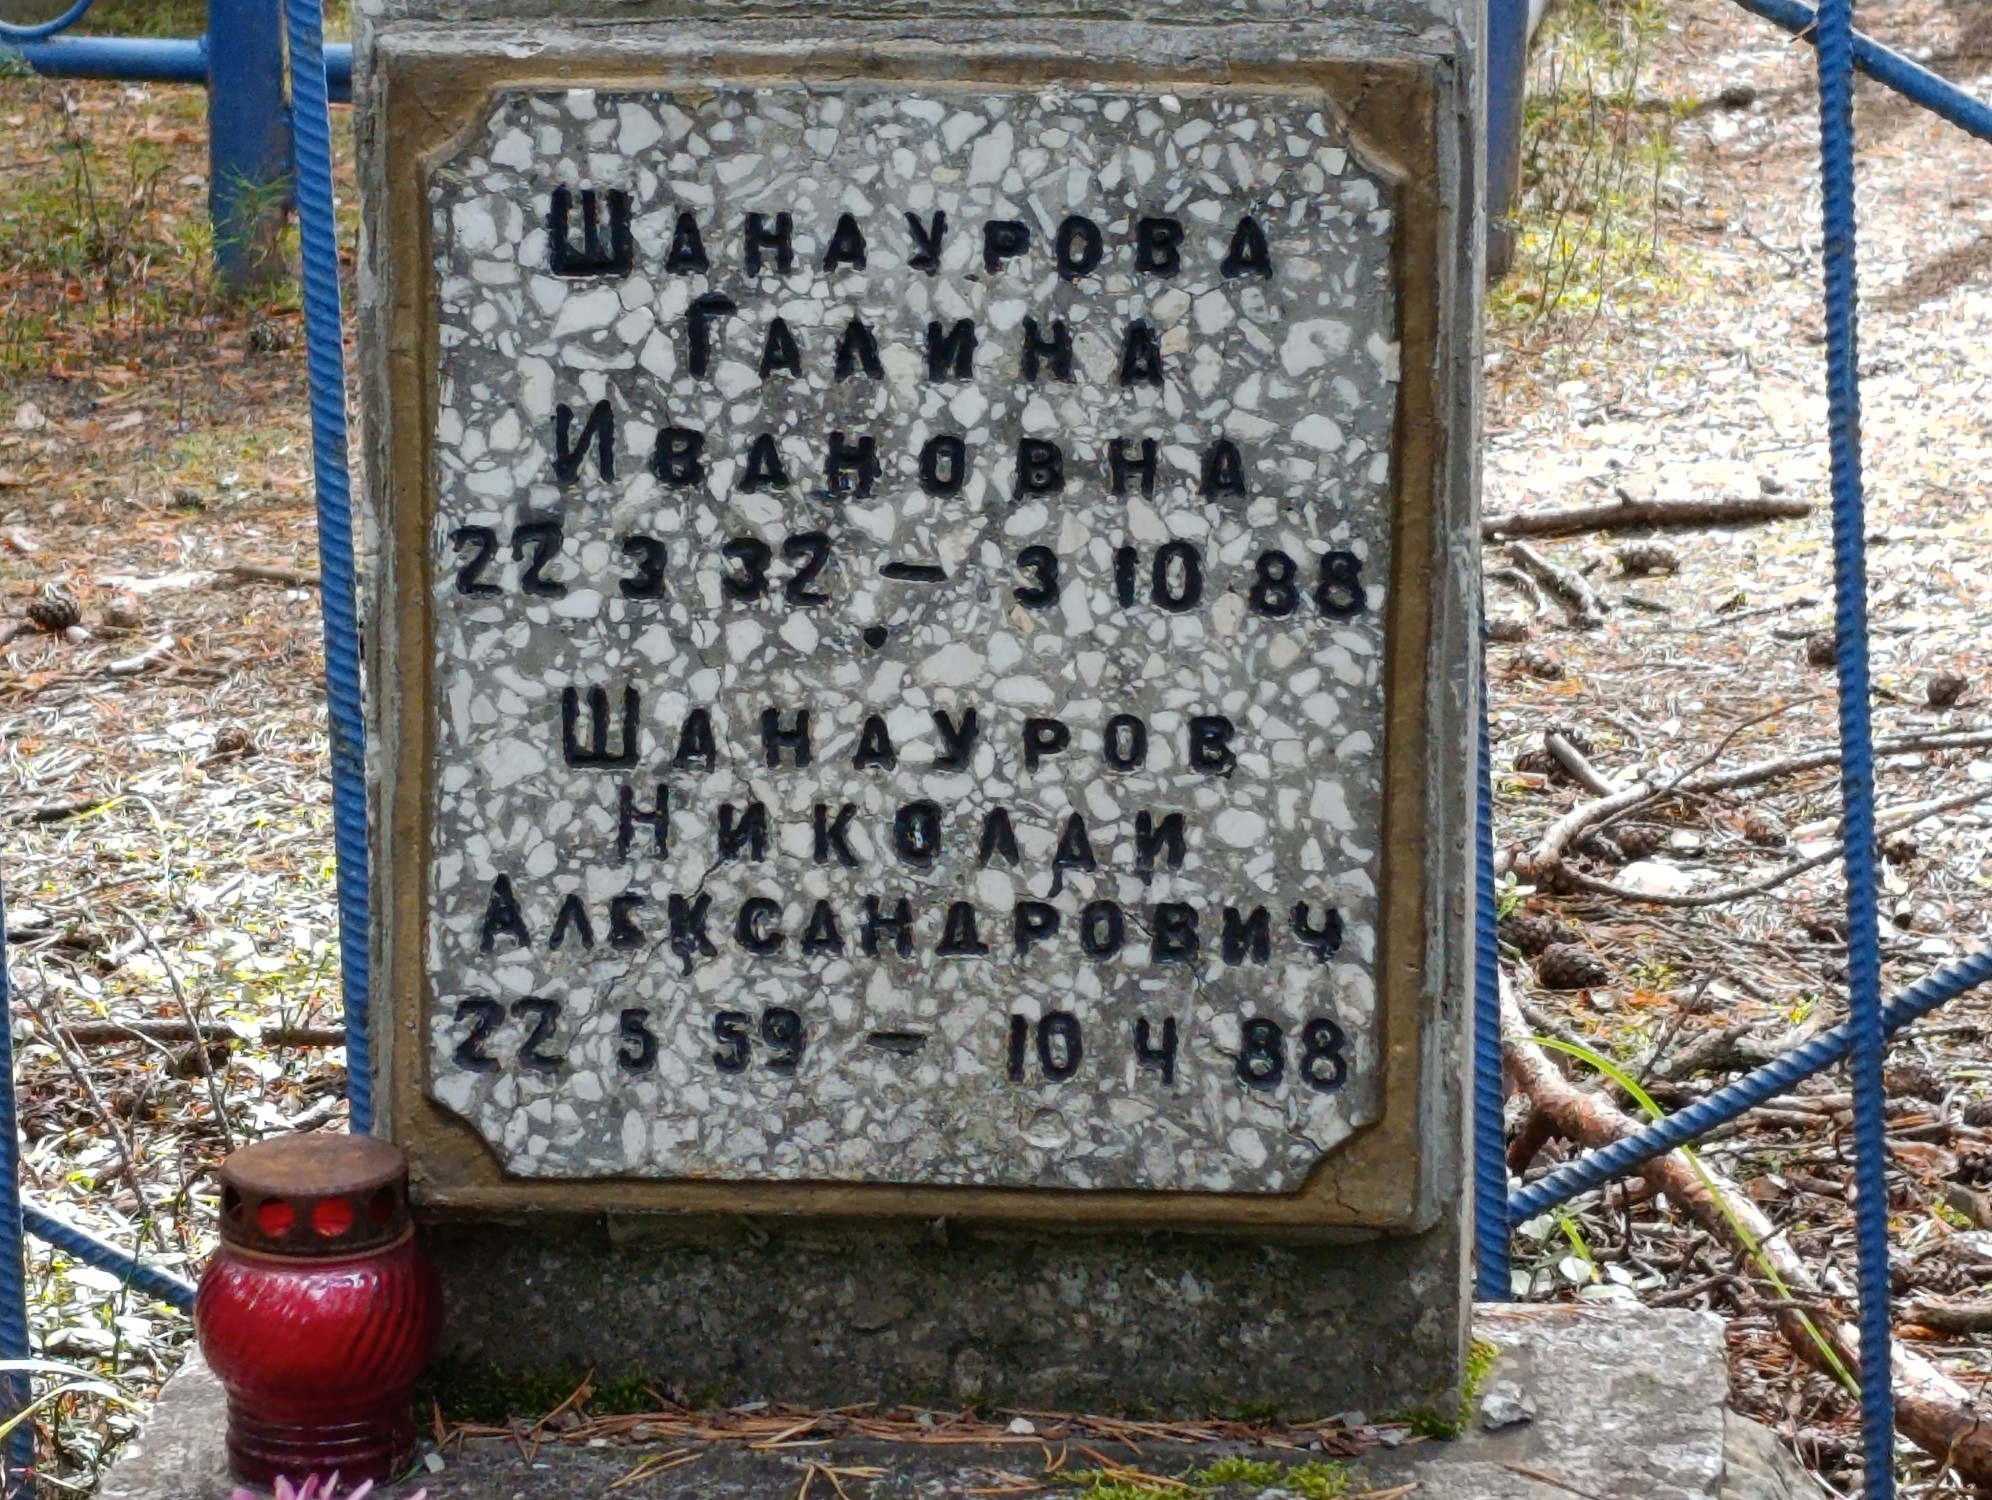 Шанаурова
Галина
Ивановна
22 3 32 – 3 10 88
Шанауров
Николаи
Александрович
22 5 59 – 10 4 88